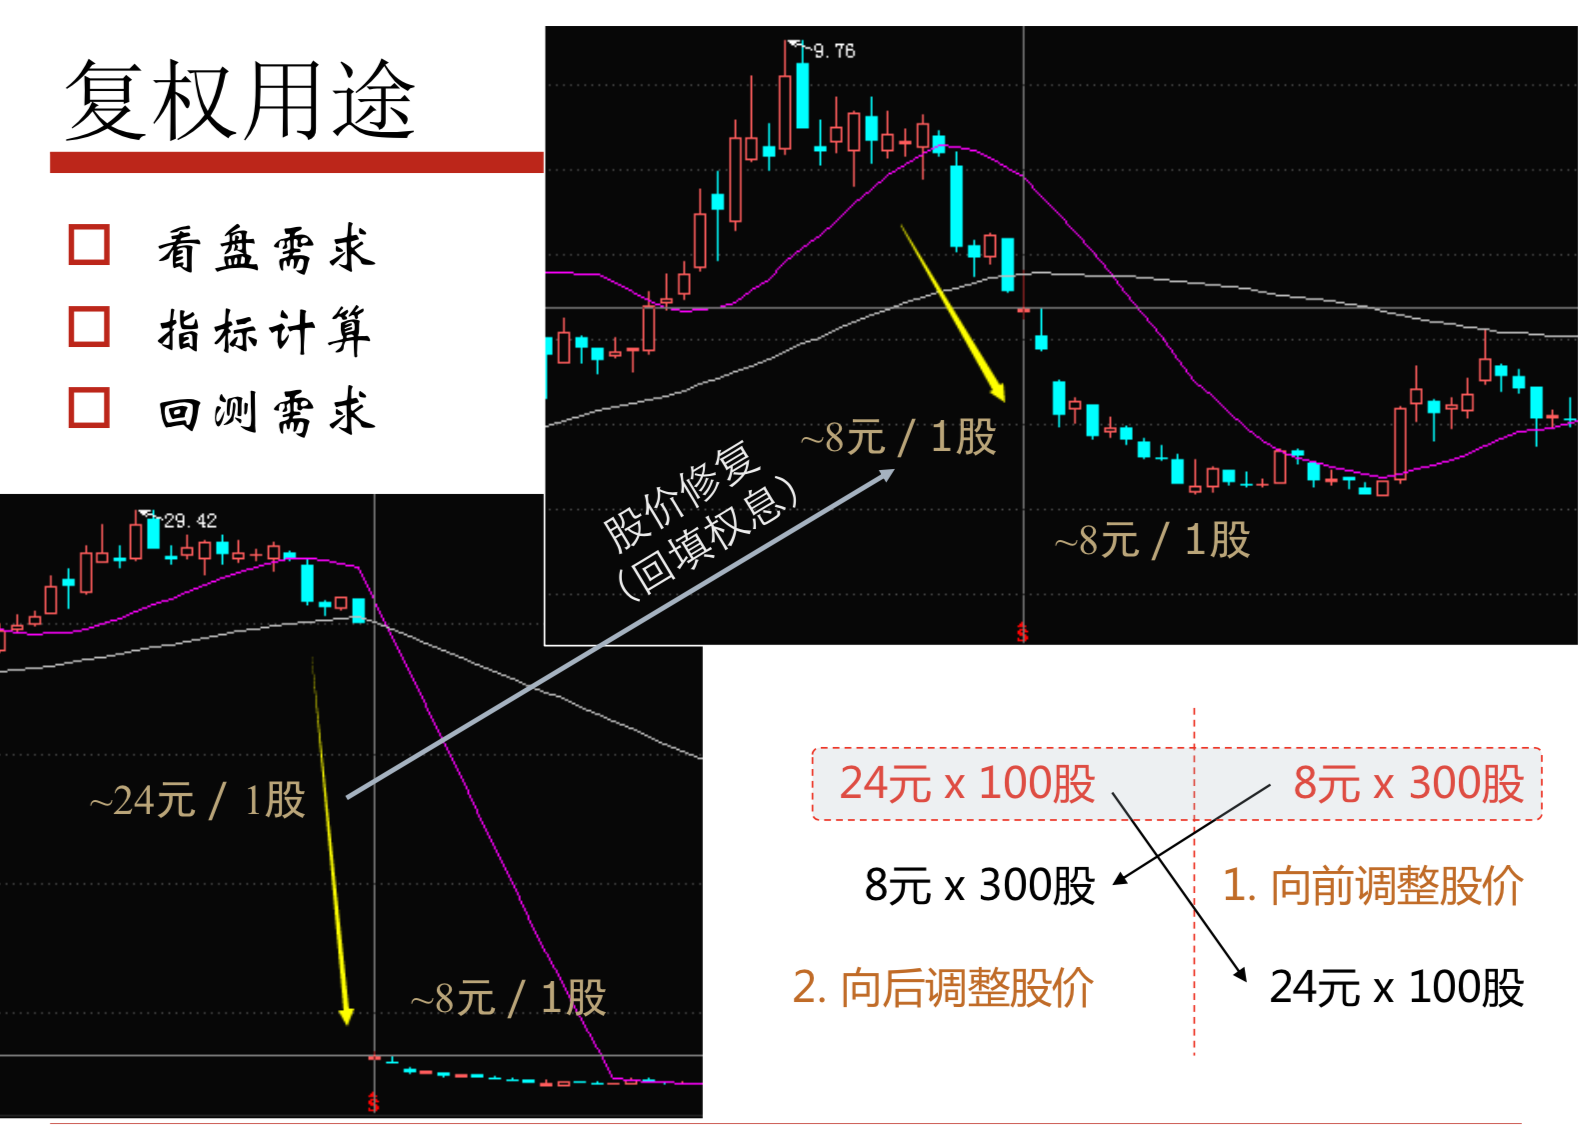 复权用途
看盘需求
指标计算
回测需求
9.76
~8元 / 1股
股价修复
（回填权息）
~8元 / 1股
$
29.42
~24元 / 1股
~8元 / 1股
$
24元 x 100股
8元 x 300股
8元 x 300股
1. 向前调整股价
2. 向后调整股价
24元 x 100股